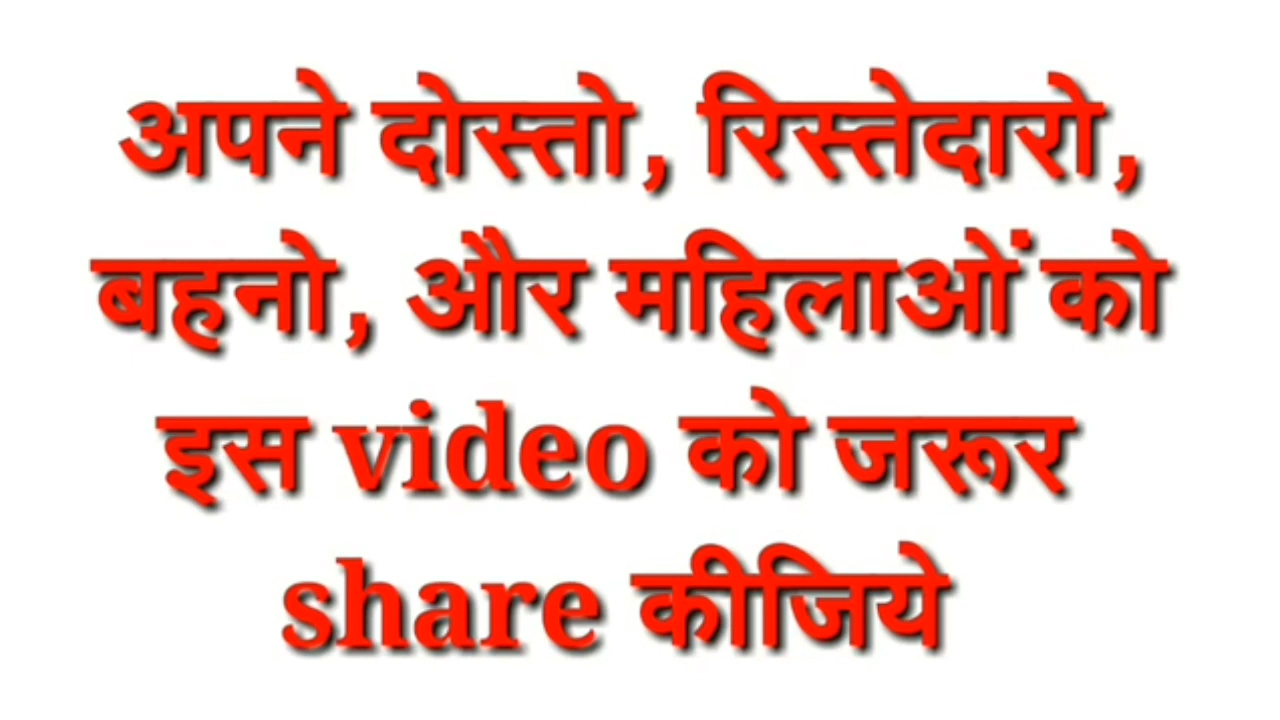 अपने दोस्तो, रिस्तेदारो,
बहनो, और महिलाओं को
इस video को जरूर
share कीजिये